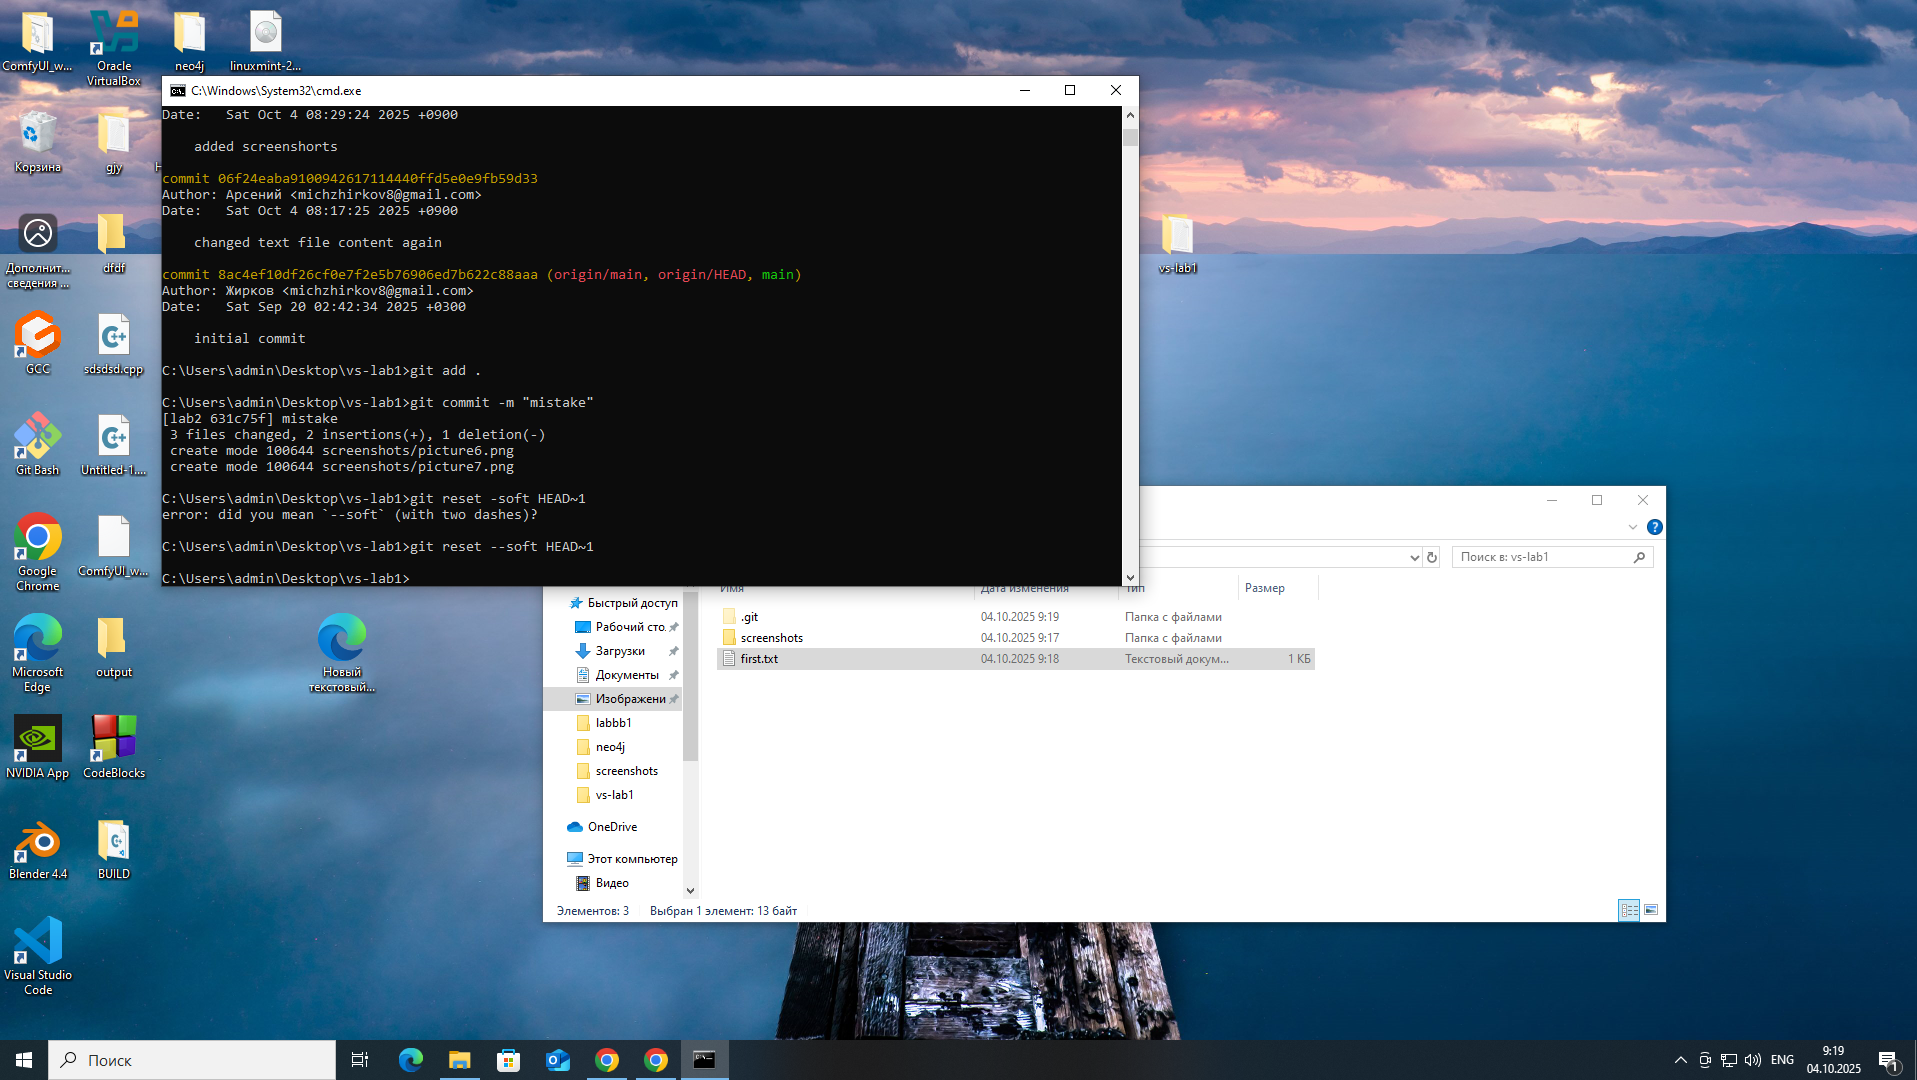 ComfyUI_w...
Oracle
VirtualBox
neo4j
linuxmint-2...
Корзина
gjy
Дополнит...
сведения ...
dfdf
GCC
sdsdsd.cpp
Git Bash
Untitled-1....
Google
Chrome
ComfyUI_w...
Microsoft
Edge
output
Новый
текстовый...
NVIDIA App
CodeBlocks
Blender 4.4
BUILD
Visual Studio
Code
vs-lab1
C:\Windows\System32\cmd.exe
Date:   Sat Oct 4 08:29:24 2025 +0900
added screenshorts
commit 06f24eaba9100942617114440ffd5e0e9fb59d33
Author: Арсений <michzhirkov8@gmail.com>
Date:   Sat Oct 4 08:17:25 2025 +0900
changed text file content again
commit 8ac4ef10df26cf0e7f2e5b76906ed7b622c88aaa (origin/main, origin/HEAD, main)
Author: Жирков <michzhirkov8@gmail.com>
Date:   Sat Sep 20 02:42:34 2025 +0300
initial commit
C:\Users\admin\Desktop\vs-lab1>git add .
C:\Users\admin\Desktop\vs-lab1>git commit -m "mistake"
[lab2 631c75f] mistake
3 files changed, 2 insertions(+), 1 deletion(-)
create mode 100644 screenshots/picture6.png
create mode 100644 screenshots/picture7.png
C:\Users\admin\Desktop\vs-lab1>git reset -soft HEAD~1
error: did you mean `--soft` (with two dashes)?
C:\Users\admin\Desktop\vs-lab1>git reset --soft HEAD~1
C:\Users\admin\Desktop\vs-lab1>
Поиск в: vs-lab1
Имя Дата изменения Тип Размер
Быстрый доступ
Рабочий сто.
Загрузки
Документы
Изображени
labbb1
neo4j
screenshots
vs-lab1
OneDrive
Этот компьютер
Видео
.git 04.10.2025 9:19 Папка с файлами
screenshots 04.10.2025 9:17 Папка с файлами
first.txt 04.10.2025 9:18 Текстовый докум... 1 КБ
Элементов: 3 Выбран 1 элемент: 13 байт
Поиск
ENG
9:19
04.10.2025
1